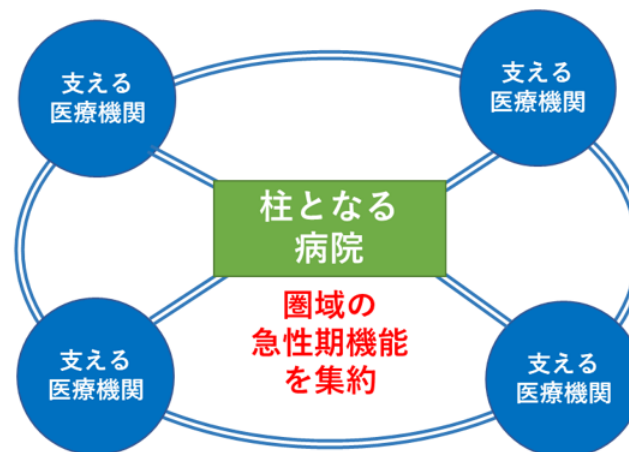 支える
医療機関
支える
医療機関
柱となる
病院
圏域の
急性期機能
を集約
支える
医療機関
支える
医療機関